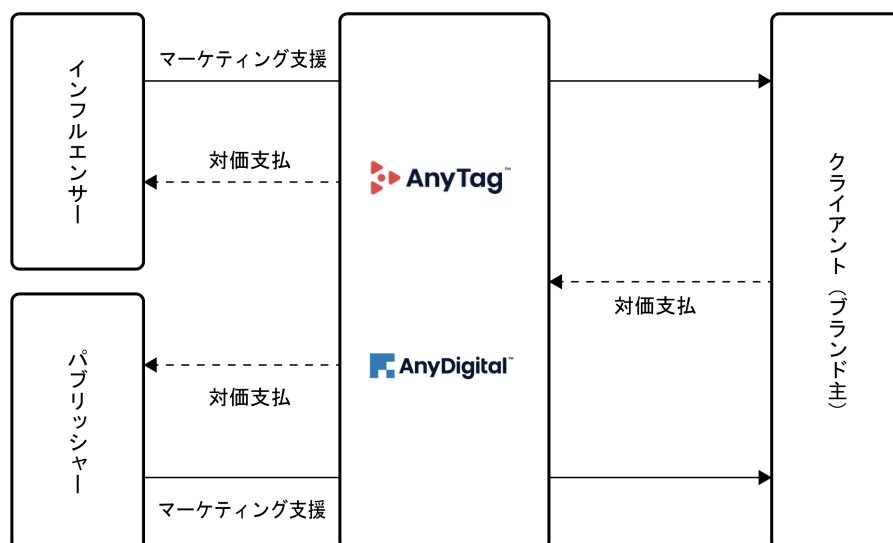 インフルエンサー
マーケティング支援
対価支払
AnyTag™
クライアント（ブランド主）
対価支払
パブリッシャー
対価支払
AnyDigital™
マーケティング支援